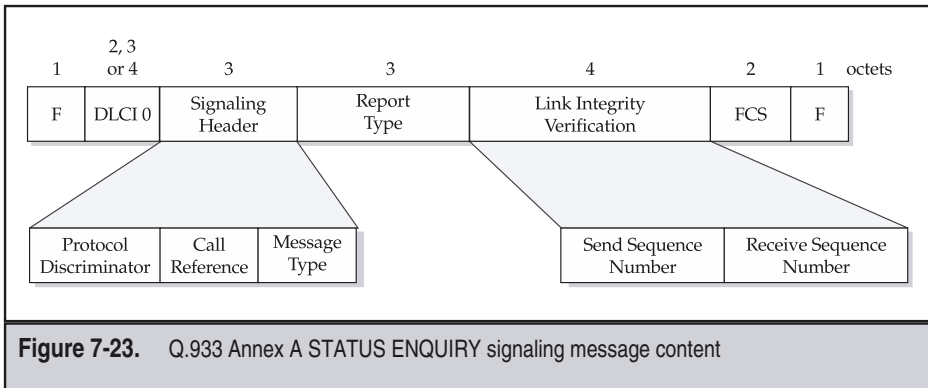 2, 3
1 or 4 3 3 4 2 1 octets
F DLCI 0 Signaling Header Report Type Link Integrity Verification FCS F
Protocol Discriminator Call Reference Message Type Send Sequence Number Receive Sequence Number
Figure 7-23. Q.933 Annex A STATUS ENQUIRY signaling message content